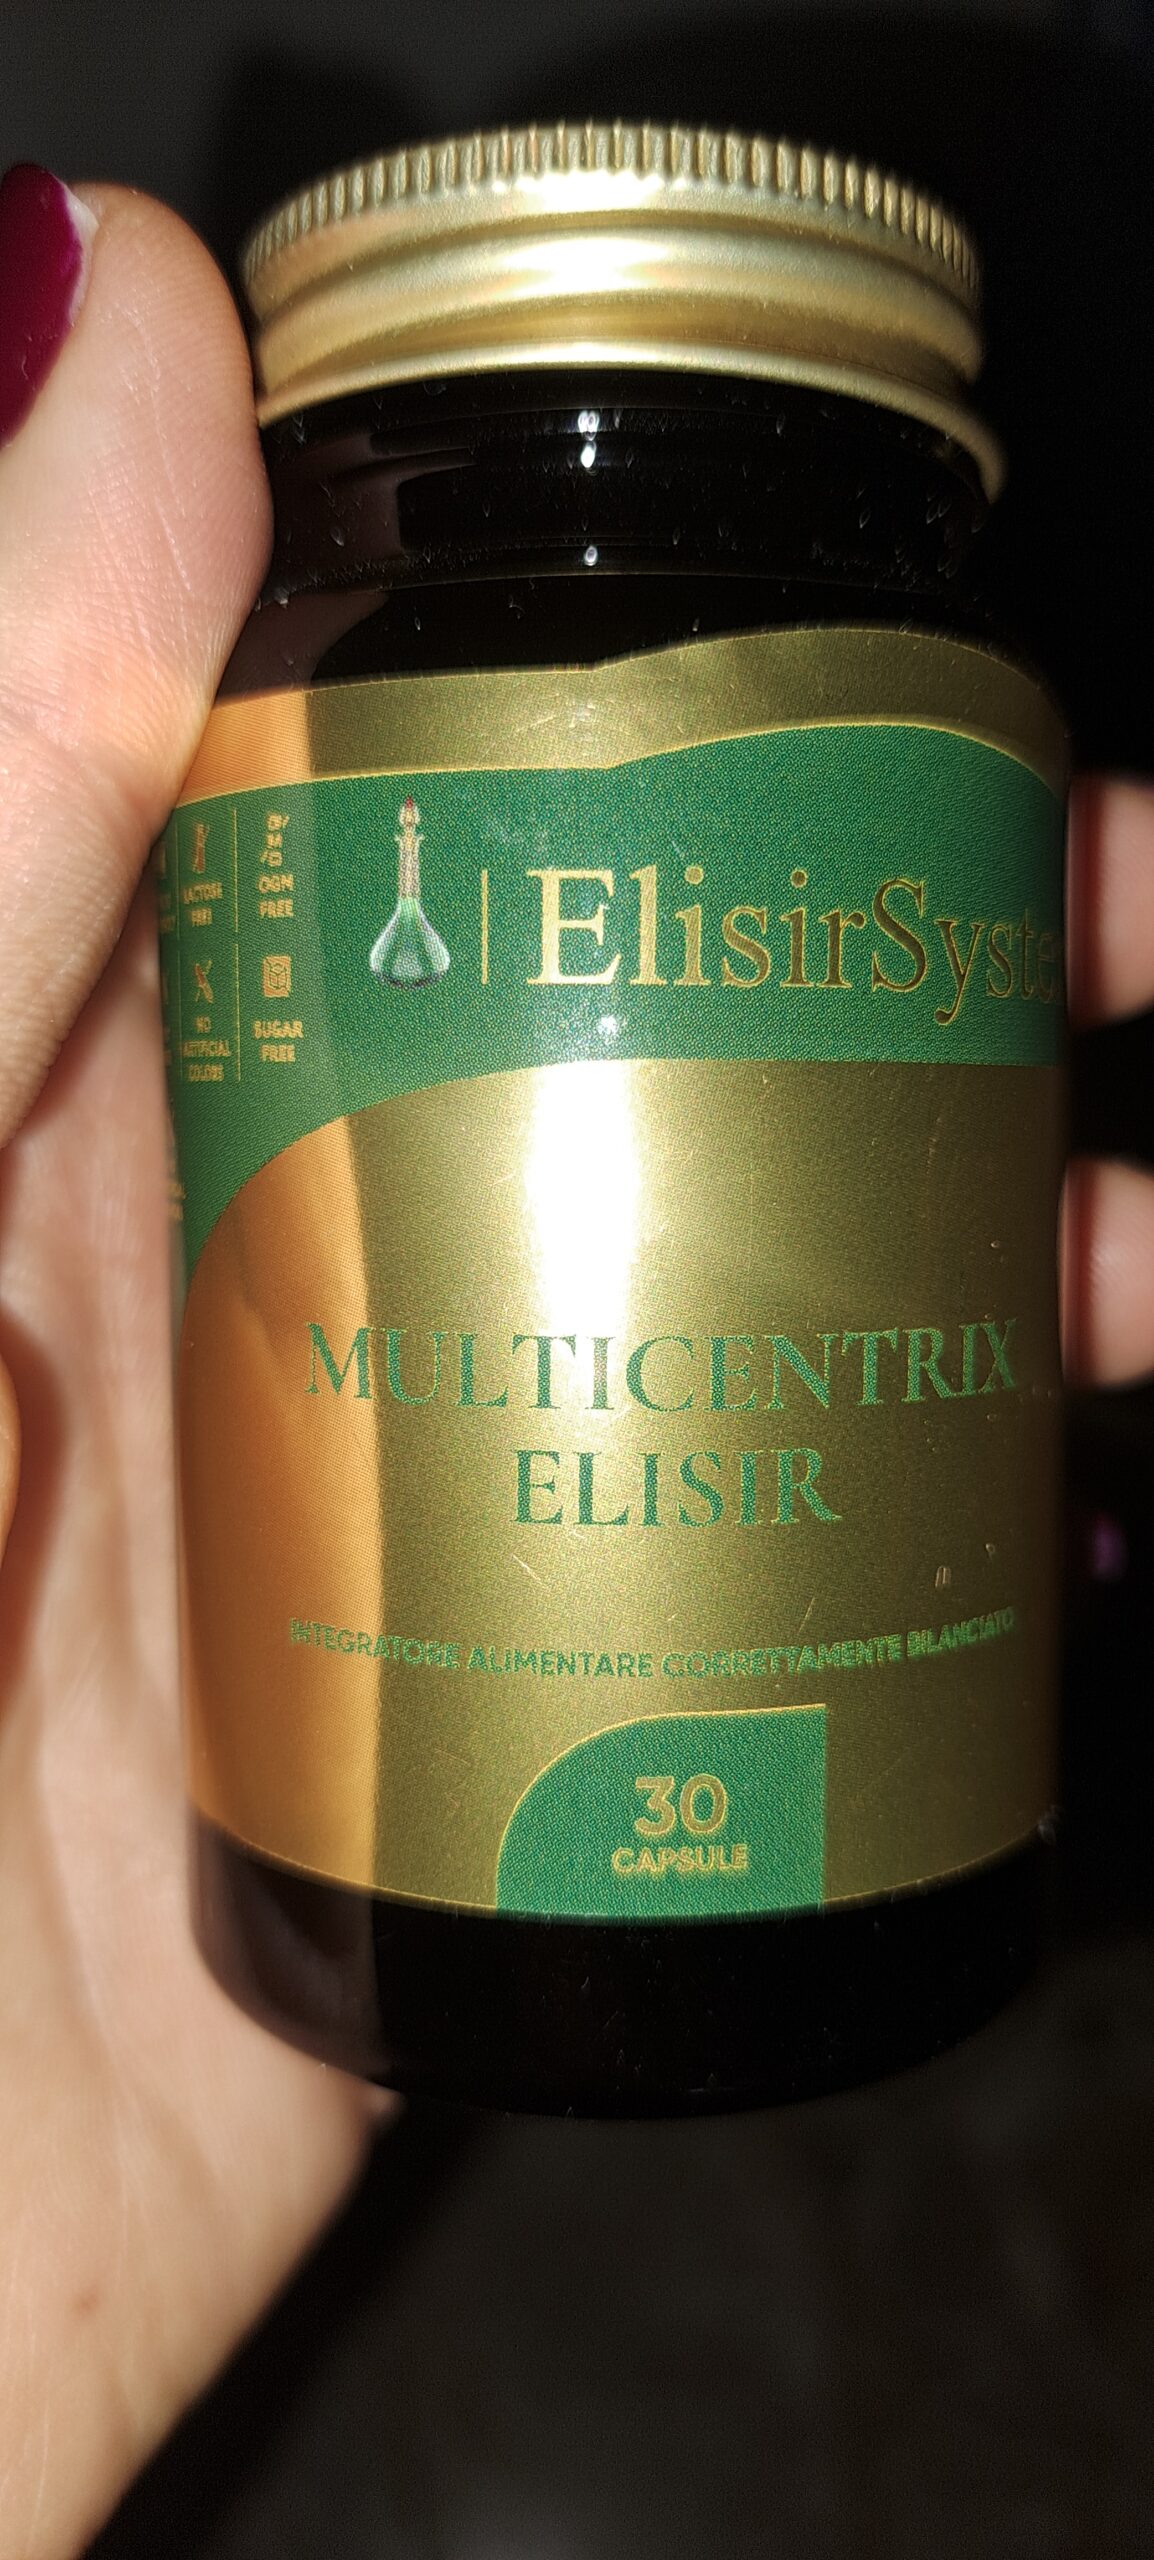 LACTOSE
FREE
OGM
FREE
NO
ARTIFICIAL
COLORS
SUGAR
FREE
ElisirSyste
MULTICENTRIX
ELISIR
INTEGRATORE ALIMENTARE CORRETTAMENTE BILANCIATO
30
CAPSULE